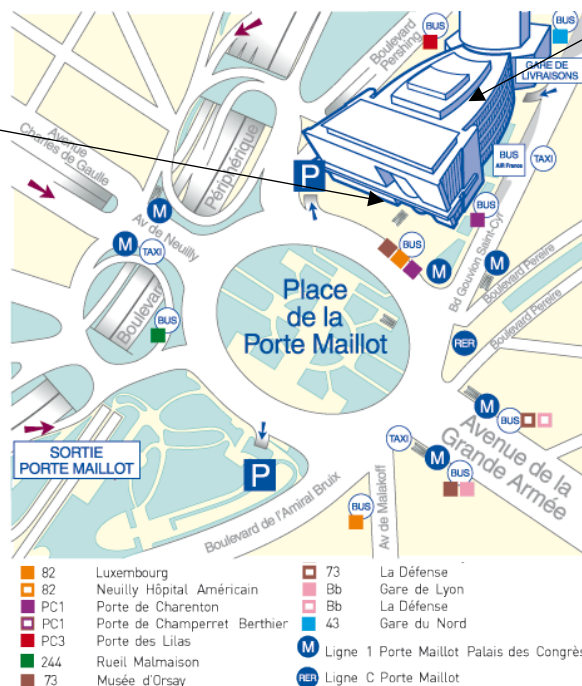 BUS
BUS
Boulevard
Pershing
GARE DE
LIVRAISONS
Avenue
Charles de Gaulle
Périphérique
P
BUS
AIR France
TAXI
BUS
M
Av de Neuilly
M
TAXI
BUS
M
M
Bd Gouvion Saint-Cyr
Boulevard Pereire
Boulevard Pereire
Place
de la
Porte Maillot
Boulevard
BUS
RER
M
BUS
Avenue de la
Grande Armée
TAXI
M
BUS
SORTIE
PORTE MAILLOT
P
Boulevard de l'Amiral Bruix
BUS
Av de Malakoff
82 Luxembourg
82 Neuilly Hôpital Américain
PC1 Porte de Charenton
PC1 Porte de Champerret Berthier
PC3 Porte des Lilas
244 Rueil Malmaison
73 Musée d'Orsay
73 La Défense
Bb Gare de Lyon
Bb La Défense
43 Gare du Nord
M Ligne 1 Porte Maillot Palais des Congrès
RER Ligne C Porte Maillot